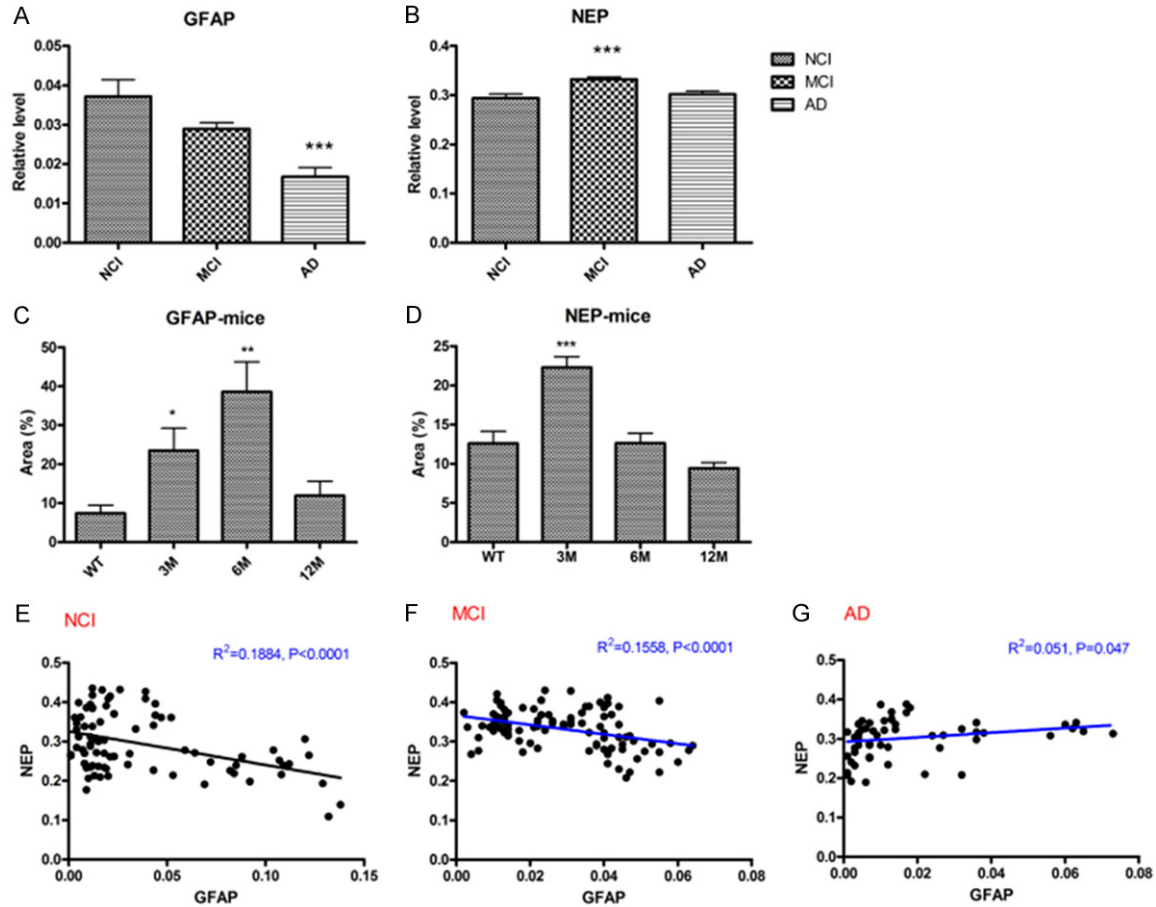 A
GFAP
Relative level
0.05
0.04
0.03
0.02
0.01
0.00
***
NCI
MCI
AD
B
NEP
Relative level
0.4
0.3
0.2
0.1
0.0
***
NCI
MCI
AD
NCI
MCI
AD
C
GFAP-mice
Area (%)
50
40
30
20
10
0
*
**
WT
3M
6M
12M
D
NEP-mice
Area (%)
25
20
15
10
5
0
***
WT
3M
6M
12M
E
NCI
R²=0.1884, P<0.0001
NEP
0.5
0.4
0.3
0.2
0.1
0.0
0.00
0.05
0.10
0.15
GFAP
F
MCI
R²=0.1558, P<0.0001
NEP
0.5
0.4
0.3
0.2
0.1
0.0
0.00
0.02
0.04
0.06
0.08
GFAP
G
AD
R²=0.051, P=0.047
NEP
0.5
0.4
0.3
0.2
0.1
0.0
0.00
0.02
0.04
0.06
0.08
GFAP